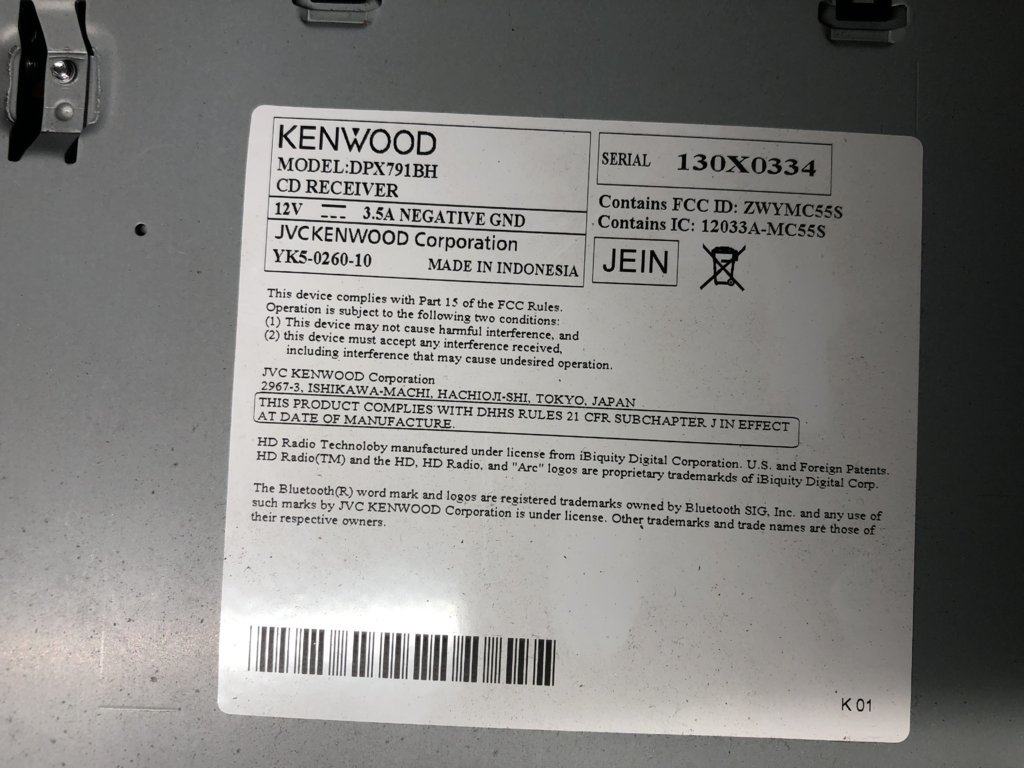 KENWOOD
MODEL:DPX791BH
CD RECEIVER
12V 3.5A NEGATIVE GND
JVCKENWOOD Corporation
YK5-0260-10 MADE IN INDONESIA
SERIAL 130X0334
Contains FCC ID: ZWYMC55S
Contains IC: 12033A-MC55S
JEIN
This device complies with Part 15 of the FCC Rules.
Operation is subject to the following two conditions:
(1) This device may not cause harmful interference, and
(2) this device must accept any interference received,
including interference that may cause undesired operation.
JVC KENWOOD Corporation
2967-3, ISHIKAWA-MACHI, HACHIOJI-SHI, TOKYO, JAPAN
THIS PRODUCT COMPLIES WITH DHHS RULES 21 CFR SUBCHAPTER J IN EFFECT
AT DATE OF MANUFACTURE.
HD Radio Technoloby manufactured under license from iBiquity Digital Corporation. U.S. and Foreign Patents.
HD Radio(TM) and the HD, HD Radio, and "Arc" logos are proprietary trademarkds of iBiquity Digital Corp.
The Bluetooth(R) word mark and logos are registered trademarks owned by Bluetooth SIG, Inc. and any use of
such marks by JVC KENWOOD Corporation is under license. Other trademarks and trade names are those of
their respective owners.
K 01